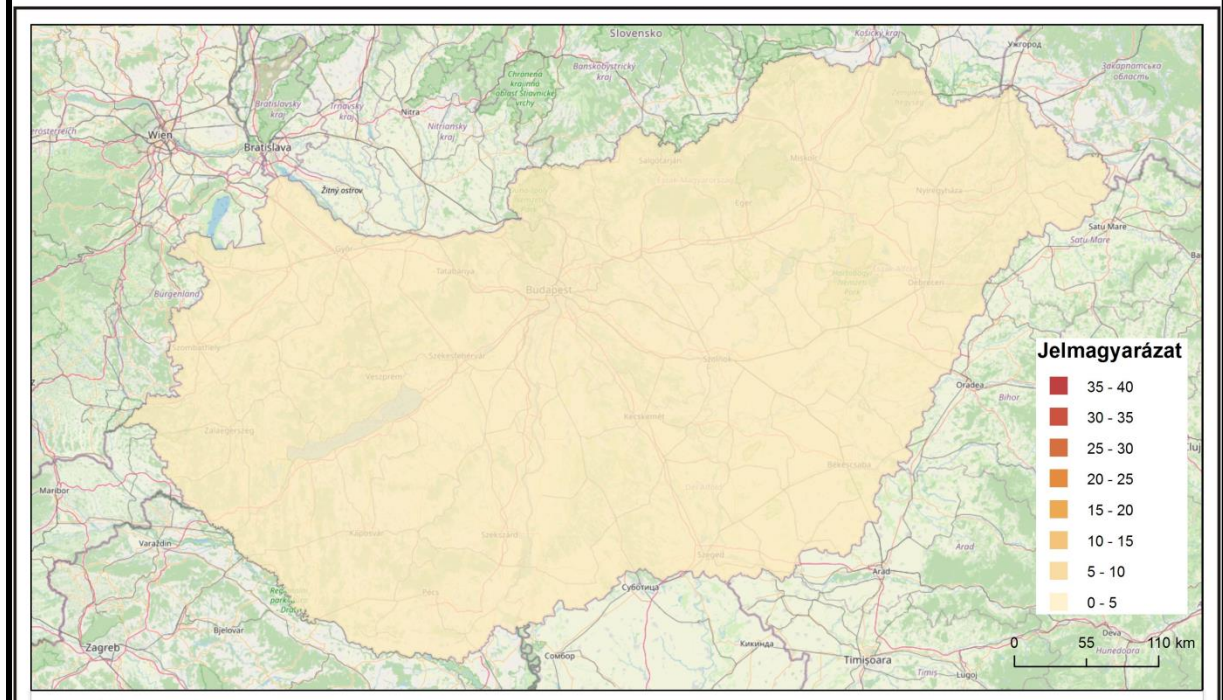 Slovensko
Košický kraj
Ужгород
Закарпатська
область
Banskobystrický
kraj
Chránená
krajinná
oblasť Štiavnické
vrchy
Bratislavský
kraj
Trnavský
kraj
Nitra
Nitriansky
kraj
Wien
Bratislava
Žitný ostrov
Salgótarján
Miskolc
Eger
Nyíregyháza
Satu Mare
Satu Mare
Ba
Győr
Tatabánya
Budapest
Debrecen
Burgenland
Szombathely
Székesfehérvár
Veszprém
Szolnok
Oradea
Bihor
Cluj
Zalaegerszeg
Kecskemét
Békéscsaba
Maribor
Varaždin
Kaposvár
Szekszárd
Szeged
Arad
Arad
Pécs
Суботица
Bjelovar
Zagreb
Сомбор
Кикинда
Timișoara
Timiș
Lugoj
Deva
Hunedoara
Jelmagyarázat
35 - 40
30 - 35
25 - 30
20 - 25
15 - 20
10 - 15
5 - 10
0 - 5
0 55 110 km